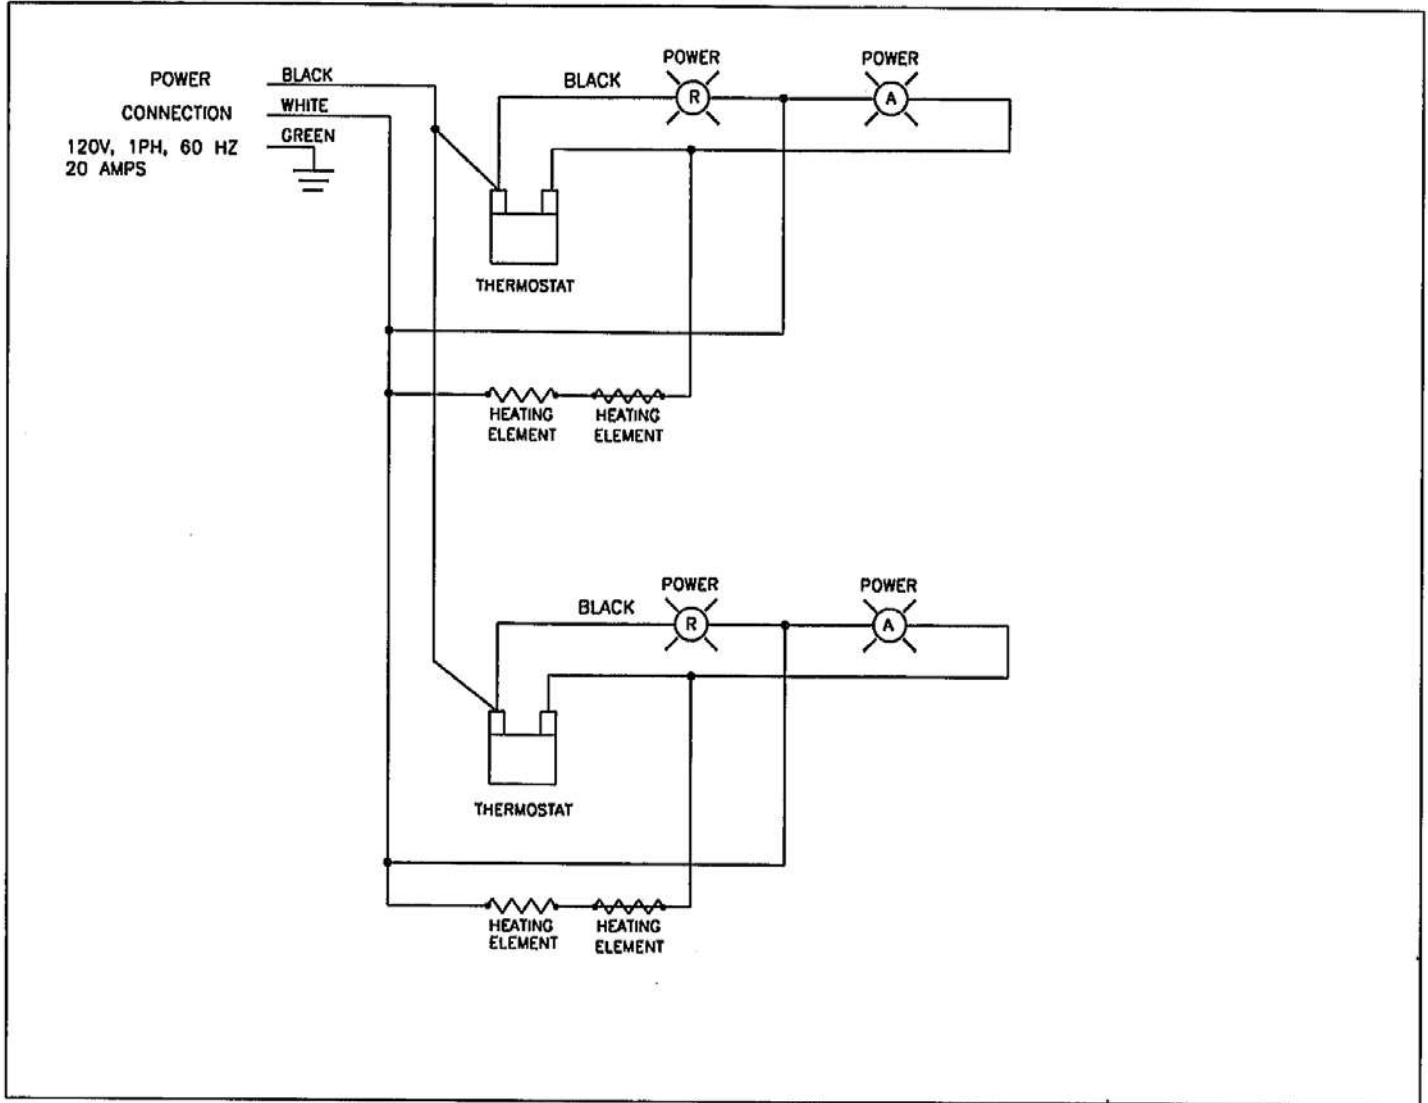 POWER
CONNECTION
120V, 1PH, 60 HZ
20 AMPS
BLACK
WHITE
GREEN
BLACK
POWER
R
POWER
A
THERMOSTAT
HEATING
ELEMENT
HEATING
ELEMENT
BLACK
POWER
R
POWER
A
THERMOSTAT
HEATING
ELEMENT
HEATING
ELEMENT